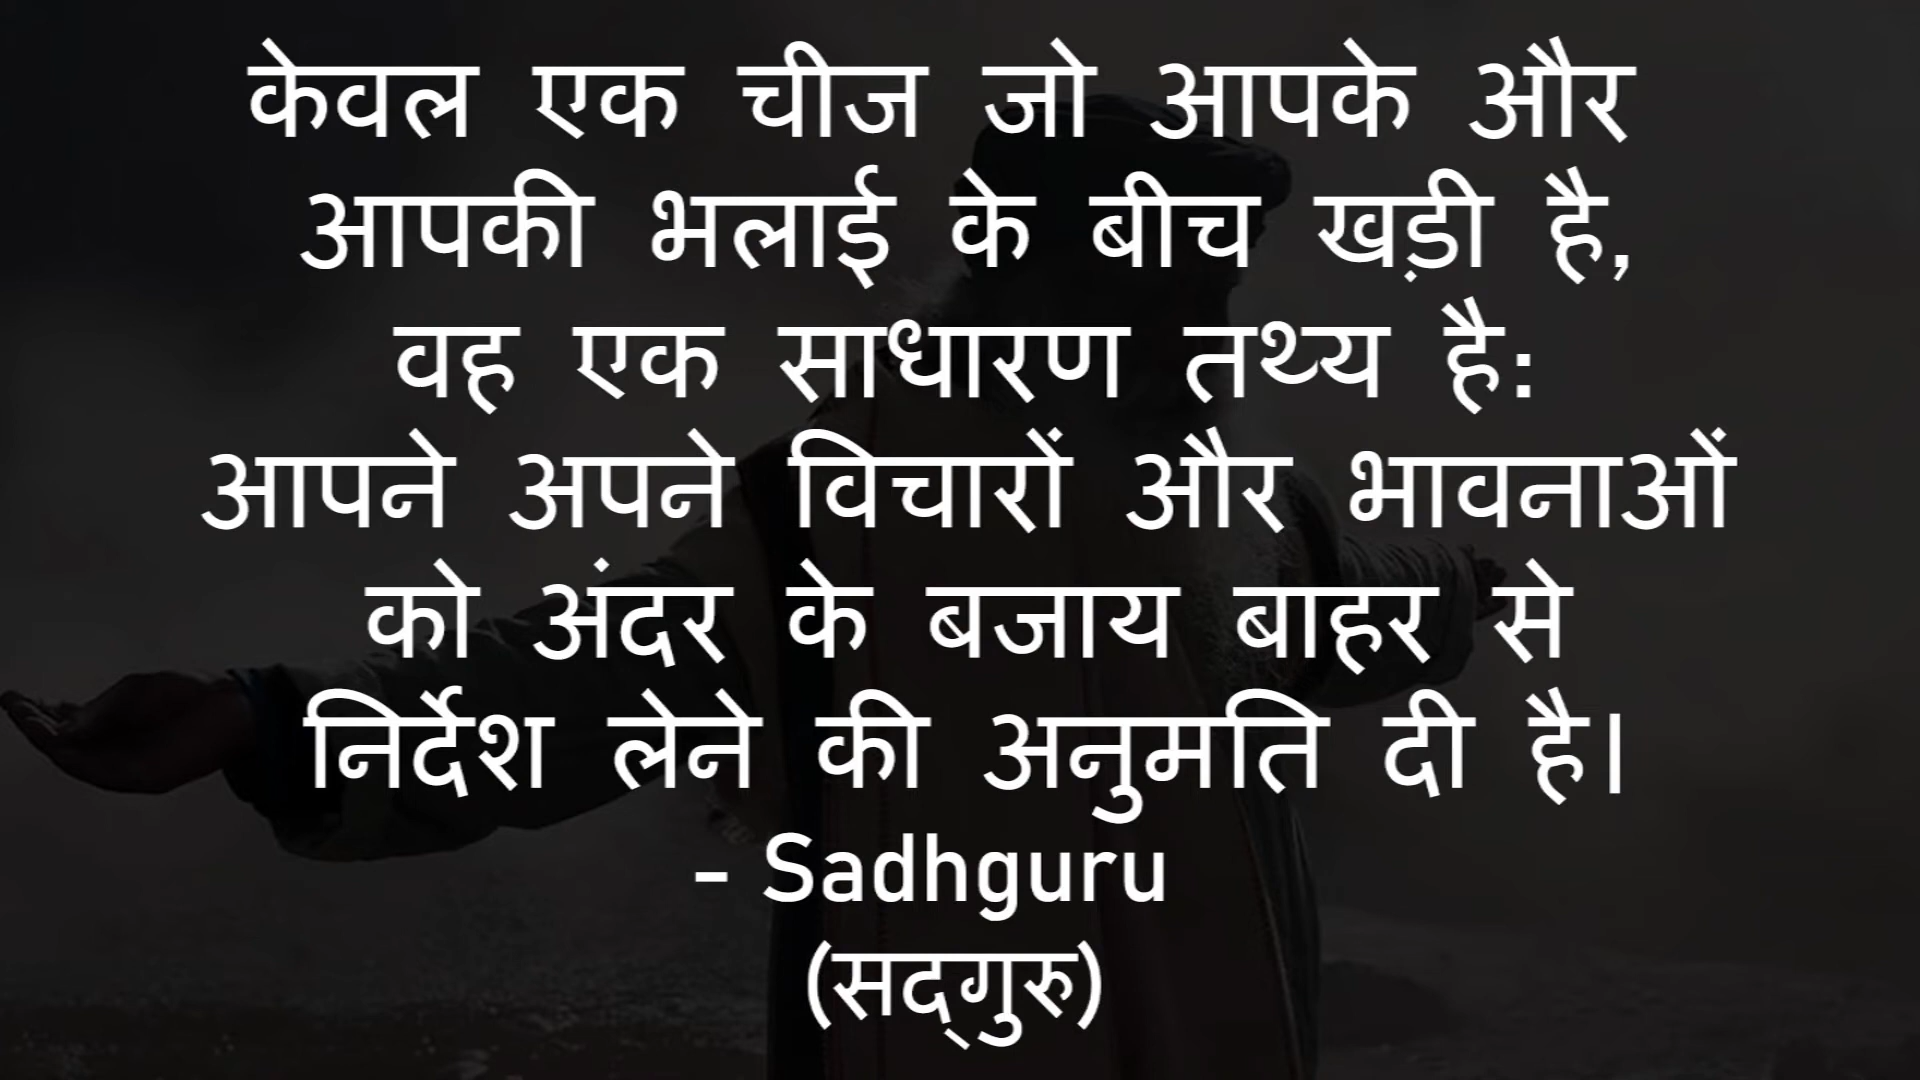 केवल एक चीज जो आपके और
आपकी भलाई के बीच खड़ी है,
वह एक साधारण तथ्य है:
आपने अपने विचारों और भावनाओं
को अंदर के बजाय बाहर से
निर्देश लेने की अनुमति दी है।
- Sadhguru
(सद्‌गुरु)